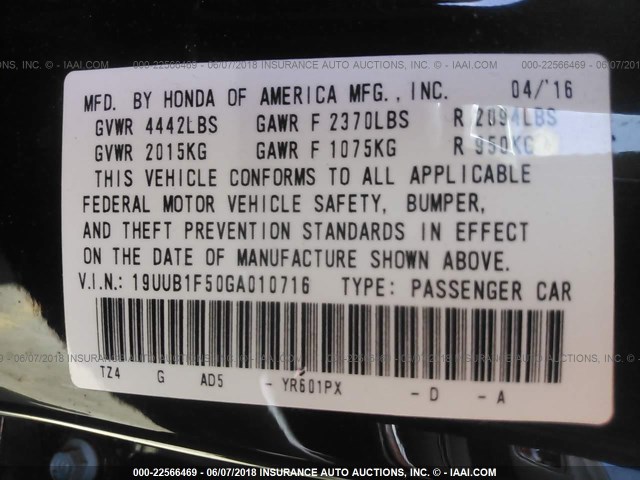 000-22566469 - 06/07/2018 INSURANCE AUTO AUCTIONS, INC. - © IAAI.COM
MFD. BY HONDA OF AMERICA MFG., INC. 04/'16
GVWR 4442LBS GAWR F 2370LBS R 2094LBS
GVWR 2015KG GAWR F 1075KG R 950KG
THIS VEHICLE CONFORMS TO ALL APPLICABLE
FEDERAL MOTOR VEHICLE SAFETY, BUMPER,
AND THEFT PREVENTION STANDARDS IN EFFECT
ON THE DATE OF MANUFACTURE SHOWN ABOVE.
V.I.N.: 19UUB1F50GA010716 TYPE: PASSENGER CAR
TZ4 G AD5 - YR601PX - D - A
000-22566469 - 06/07/2018 INSURANCE AUTO AUCTIONS, INC. - © IAAI.COM